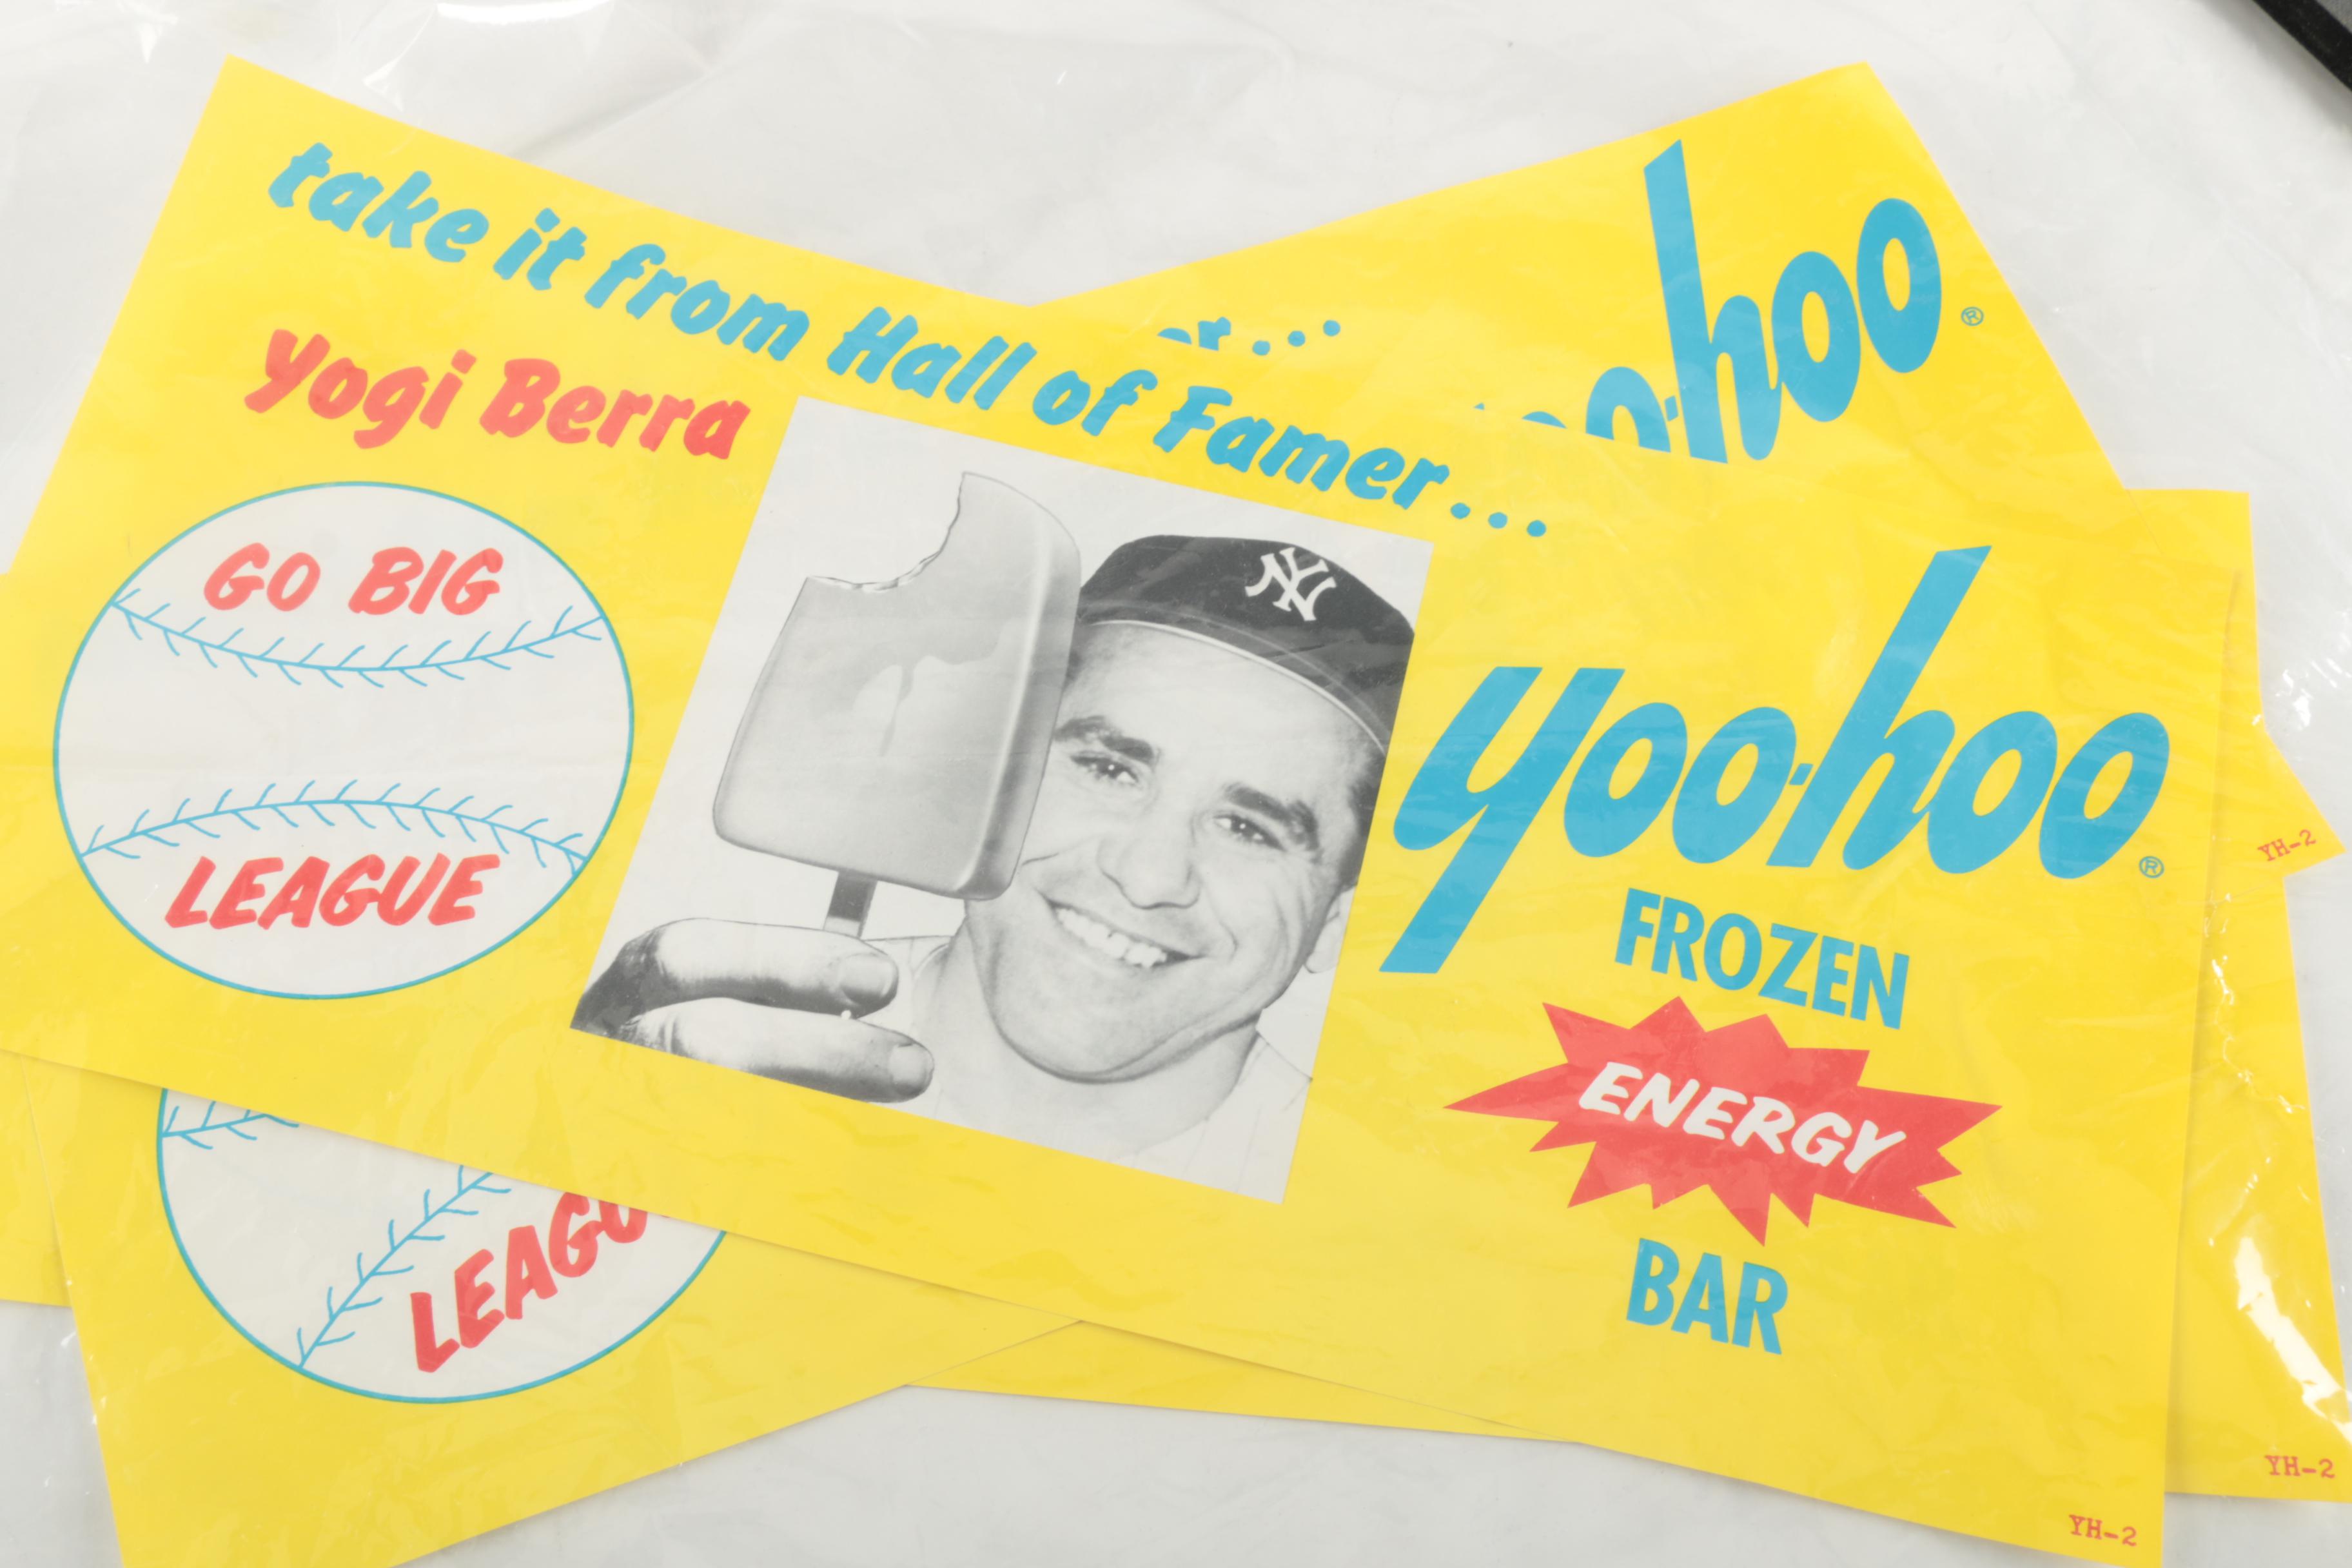 take it from Hall of Famer...
Yogi Berra
GO BIG
LEAGUE
NY
yoo-hoo®
FROZEN
ENERGY
BAR
YH-2
...
oo-hoo®
LEAGU
YH-2
YH-2